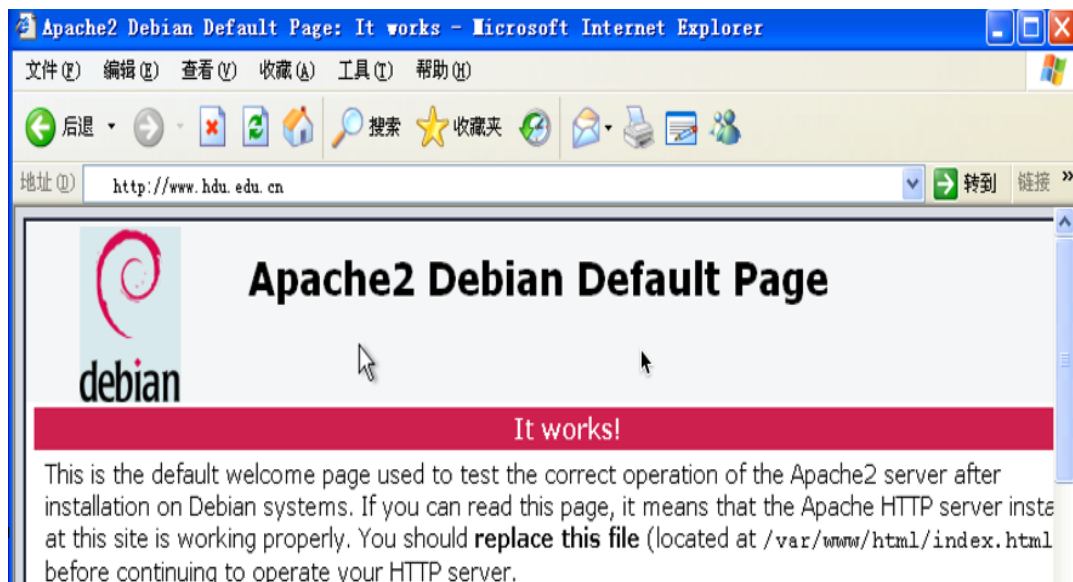 Apache2 Debian Default Page: It works - Microsoft Internet Explorer
文件(F) 编辑(E) 查看(V) 收藏(A) 工具(T) 帮助(H)
后退 搜索 收藏夹
地址(D) http://www.hdu.edu.cn 转到 链接 »
debian
Apache2 Debian Default Page
It works!
This is the default welcome page used to test the correct operation of the Apache2 server after
installation on Debian systems. If you can read this page, it means that the Apache HTTP server insta
at this site is working properly. You should replace this file (located at /var/www/html/index.html
before continuing to operate your HTTP server.